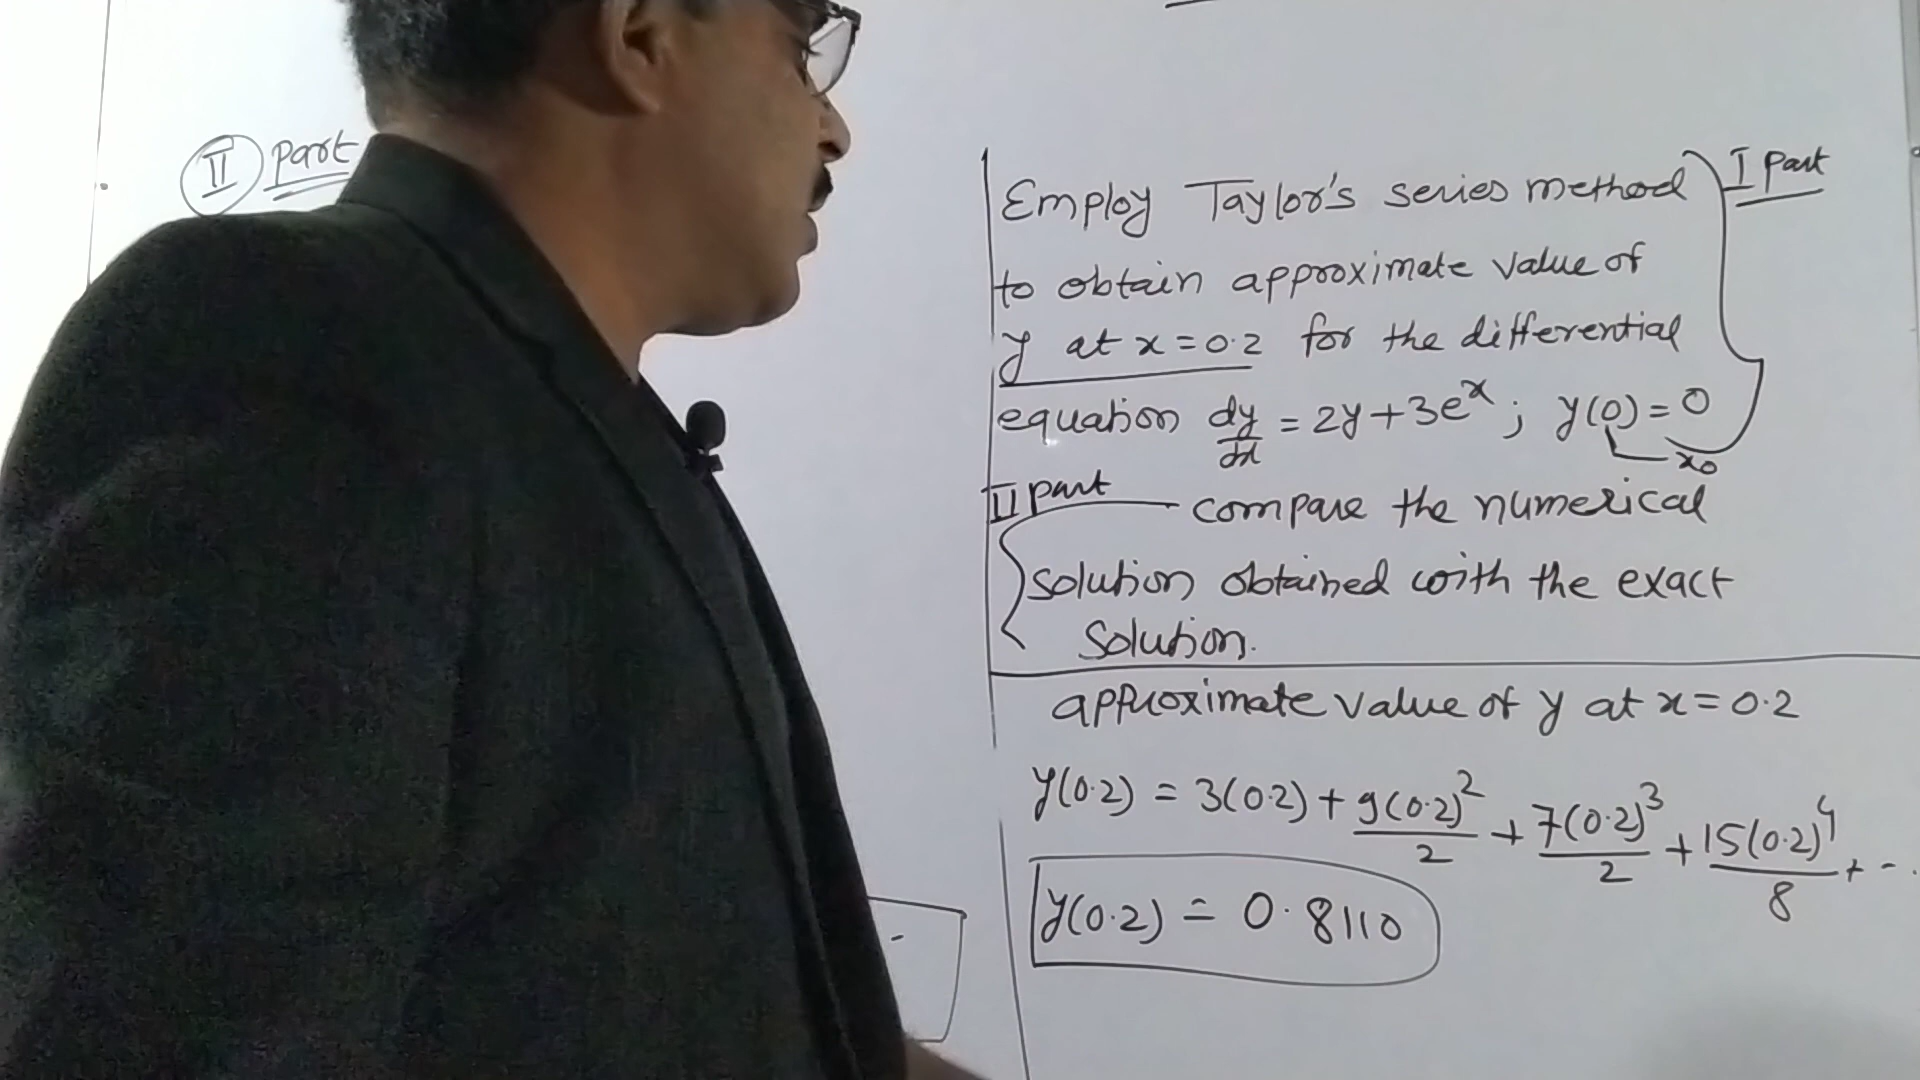 II part
I part
Employ Taylor's series method
to obtain approximate value of
y at x = 0.2 for the differential
equation dy/dx = 2y + 3e^x ; y(0) = 0
x0
II part
compare the numerical
solution obtained with the exact
solution.
approximate value of y at x = 0.2
y(0.2) = 3(0.2) + 9(0.2)^2/2 + 7(0.2)^3/2 + 15(0.2)^4/8 + - .
y(0.2) = 0.8110